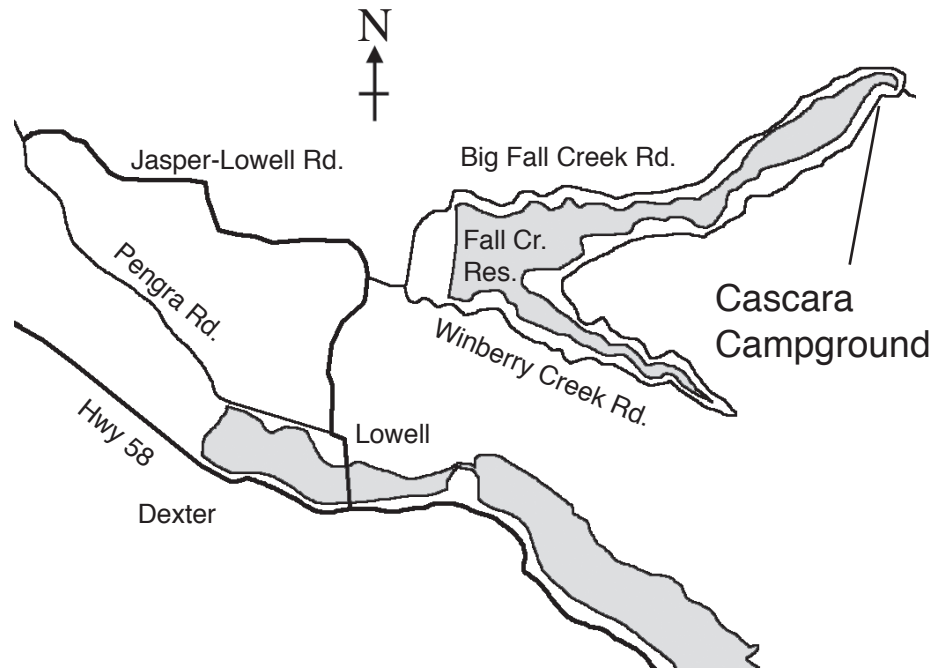 N
Jasper-Lowell Rd.
Big Fall Creek Rd.
Pengra Rd.
Fall Cr.
Res.
Cascara
Campground
Winberry Creek Rd.
Hwy 58
Lowell
Dexter